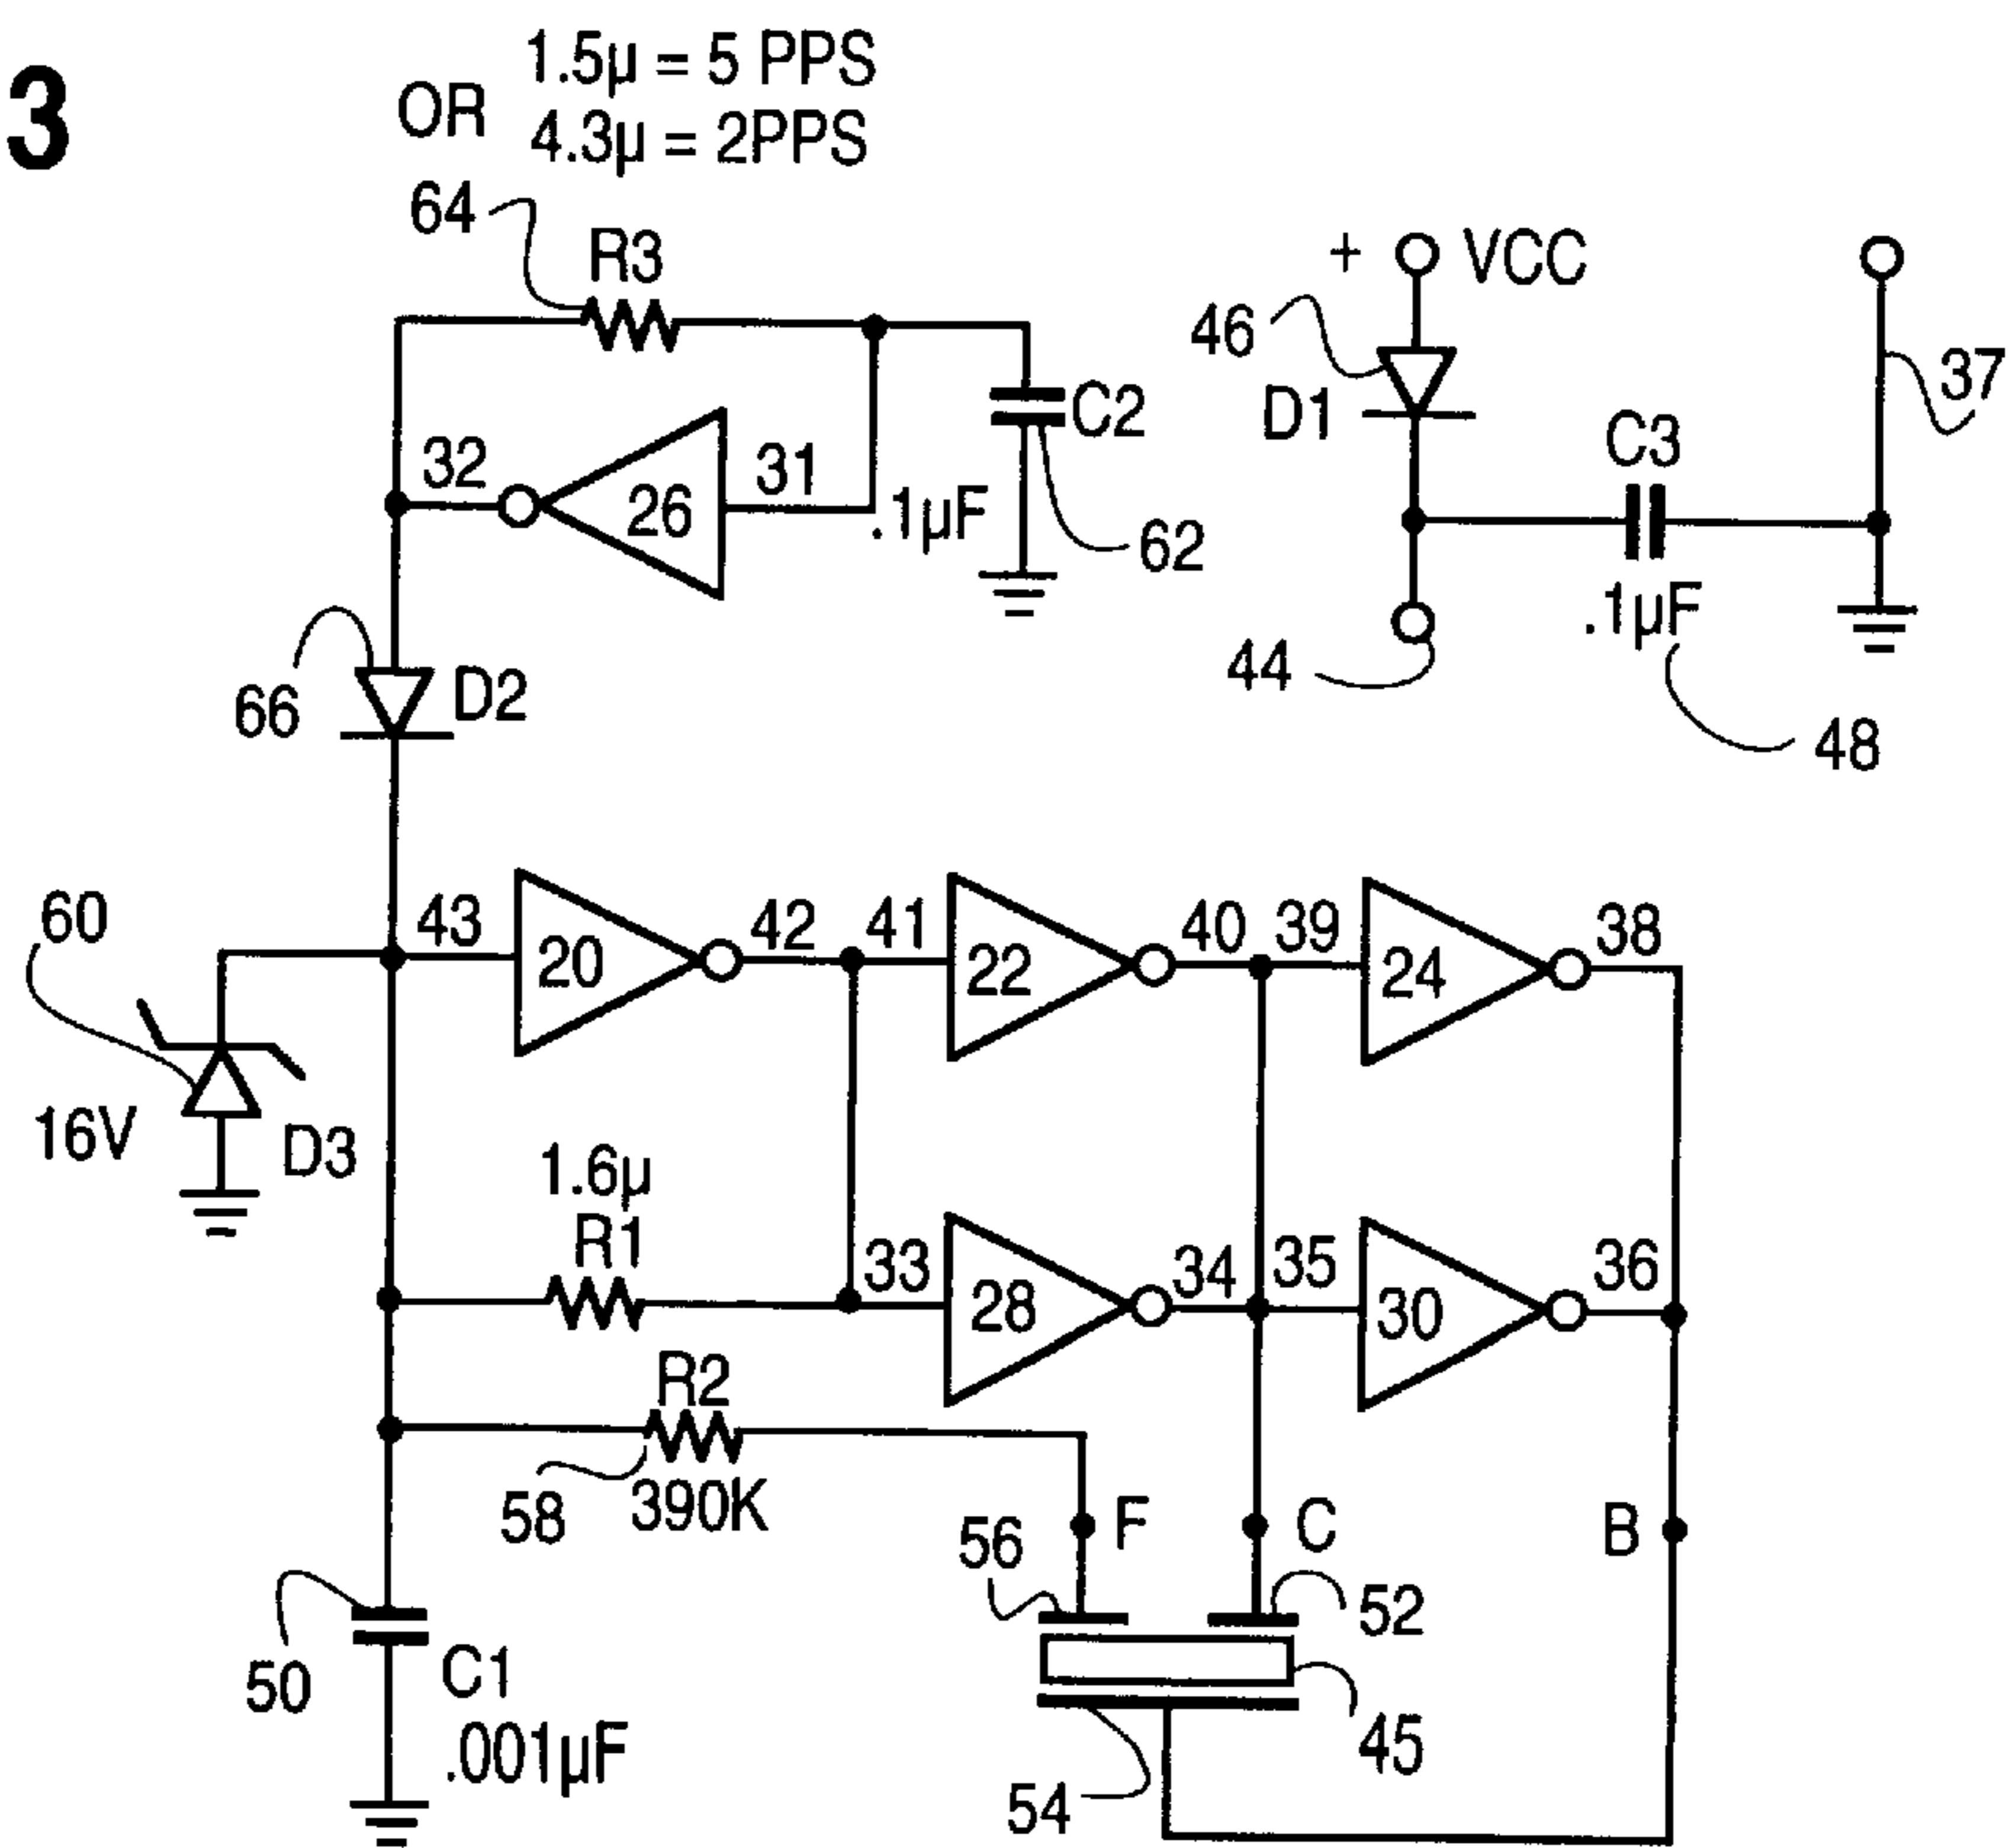 3
OR
1.5µ = 5 PPS
4.3µ = 2PPS
64
R3
+
VCC
46
37
D1
C2
C3
32
26
31
.1µF
62
.1µF
44
66
D2
48
60
43
20
42
41
22
40
39
24
38
16V
D3
1.6µ
R1
33
28
34
35
30
36
R2
58
390K
56
F
C
B
52
50
C1
.001µF
45
54